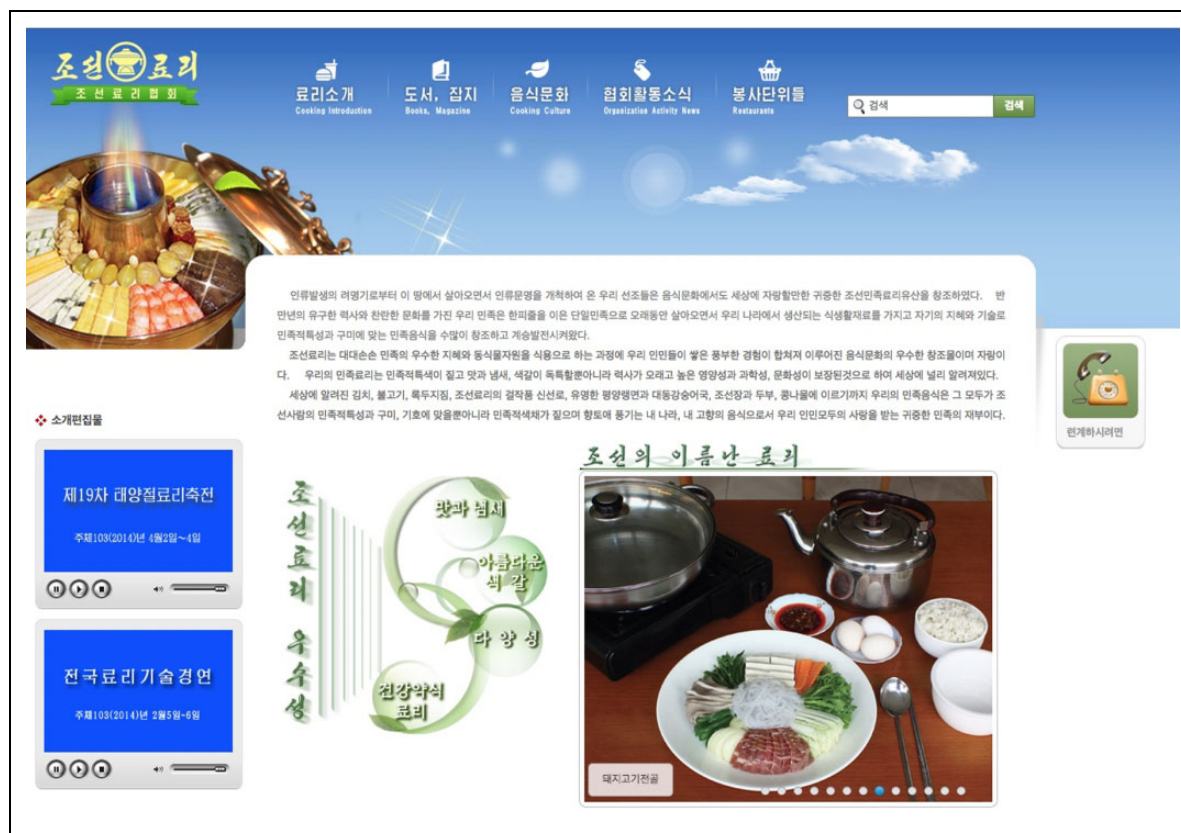 조선료리
조선료리협회
료리소개
Cooking Introduction
도서, 잡지
Books, Magazine
음식문화
Cooking Culture
협회활동소식
Organization Activity News
봉사단위들
Restaurants
검색
검색
인류발생의 려명기로부터 이 땅에서 살아오면서 인류문명을 개척하여 온 우리 선조들은 음식문화에서도 세상에 자랑할만한 귀중한 조선민족료리유산을 창조하였다. 반
만년의 유구한 력사와 찬란한 문화를 가진 우리 민족은 한피줄을 이은 단일민족으로 오래동안 살아오면서 우리 나라에서 생산되는 식생활재료를 가지고 자기의 지혜와 기술로
민족적특성과 구미에 맞는 민족음식을 수많이 창조하고 계승발전시켜왔다.
조선료리는 대대손손 민족의 우수한 지혜와 동식물자원을 식용으로 하는 과정에 우리 인민들이 쌓은 풍부한 경험이 합쳐져 이루어진 음식문화의 우수한 창조물이며 자랑이
다. 우리의 민족료리는 민족적특색이 짙고 맛과 냄새, 색갈이 독특할뿐아니라 력사가 오래고 높은 영양성과 과학성, 문화성이 보장된것으로 하여 세상에 널리 알려져있다.
세상에 알려진 김치, 불고기, 록두지짐, 조선료리의 걸작품 신선로, 유명한 평양랭면과 대동강숭어국, 조선장과 두부, 콩나물에 이르기까지 우리의 민족음식은 그 모두가 조
선사람의 민족적특성과 구미, 기호에 맞을뿐아니라 민족적색채가 짙으며 향토애 풍기는 내 나라, 내 고향의 음식으로서 우리 인민모두의 사랑을 받는 귀중한 민족의 재부이다.
련계하시려면
소개편집물
제19차 태양절료리축전
주체103(2014)년 4월2일~4일
전국료리기술경연
주체103(2014)년 2월5일-6일
조선료리 우수성
맛과 냄새
아름다운
색 갈
다 양 성
건강약식
료리
조선의 이름난 료리
돼지고기전골